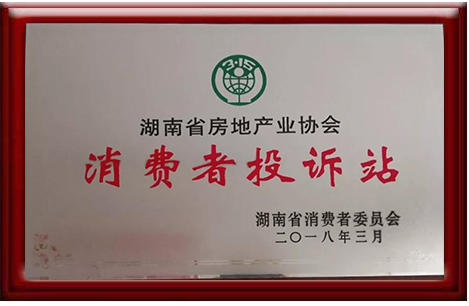 3·15
湖南省房地产业协会
消费者投诉站
湖南省消费者委员会
二〇一八年三月